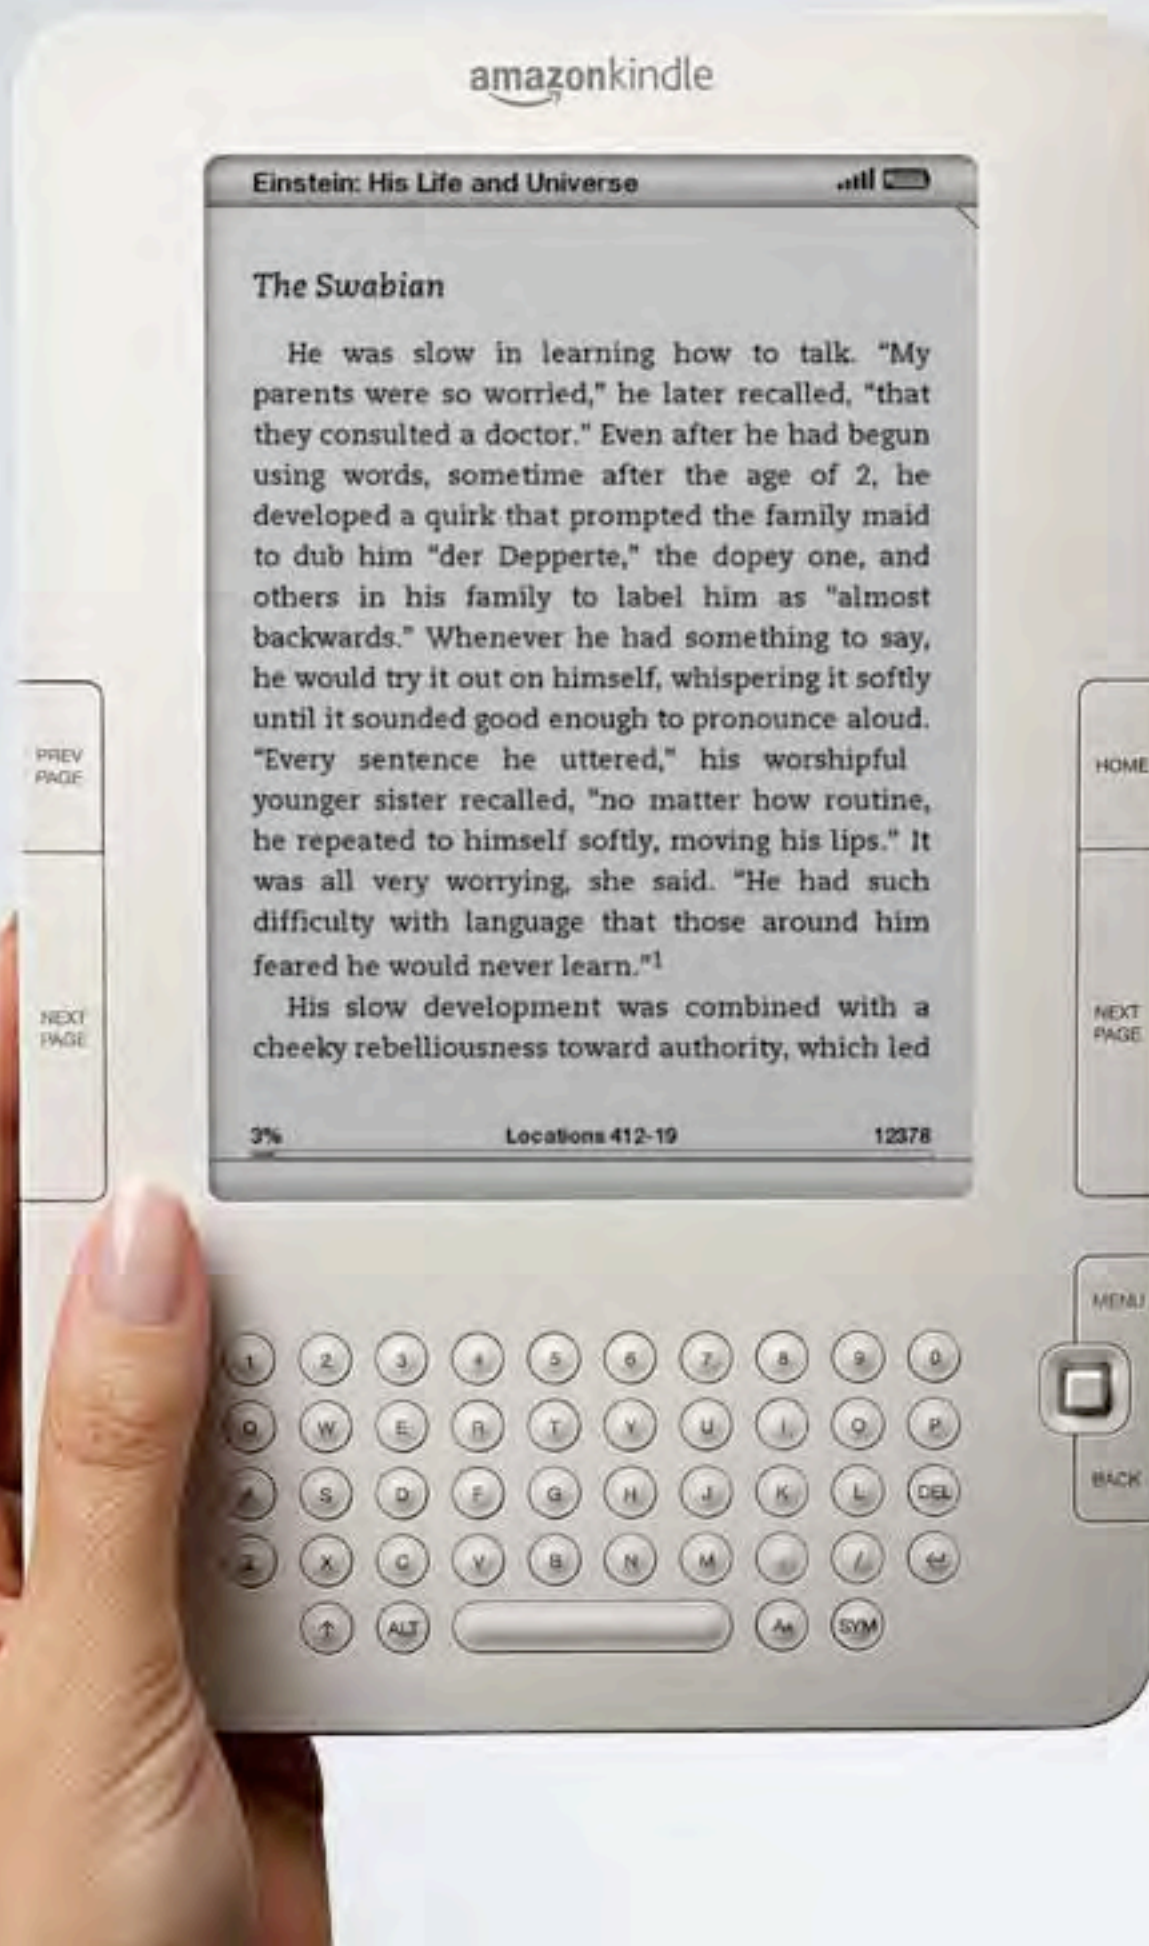 amazonkindle
Einstein: His Life and Universe
The Swabian
He was slow in learning how to talk. “My
parents were so worried,” he later recalled, “that
they consulted a doctor.” Even after he had begun
using words, sometime after the age of 2, he
developed a quirk that prompted the family maid
to dub him “der Depperte,” the dopey one, and
others in his family to label him as “almost
backwards.” Whenever he had something to say,
he would try it out on himself, whispering it softly
until it sounded good enough to pronounce aloud.
“Every sentence he uttered,” his worshipful
younger sister recalled, “no matter how routine,
he repeated to himself softly, moving his lips.” It
was all very worrying, she said. “He had such
difficulty with language that those around him
feared he would never learn.”1
His slow development was combined with a
cheeky rebelliousness toward authority, which led
3% Locations 412-19 12378
PREV
PAGE
NEXT
PAGE
HOME
NEXT
PAGE
MENU
BACK
1 2 3 4 5 6 7 8 9 0
Q W E R T Y U I O P
A S D F G H J K L DEL
Z X C V B N M . / ↵
↑ ALT Aa SYM